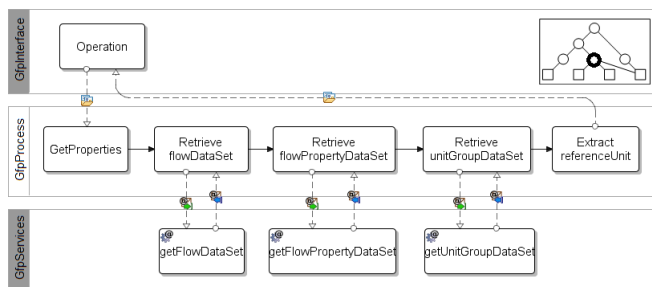 GfpInterface
Operation
GfpProcess
GetProperties
Retrieve
flowDataSet
Retrieve
flowPropertyDataSet
Retrieve
unitGroupDataSet
Extract
referenceUnit
GfpServices
getFlowDataSet
getFlowPropertyDataSet
getUnitGroupDataSet